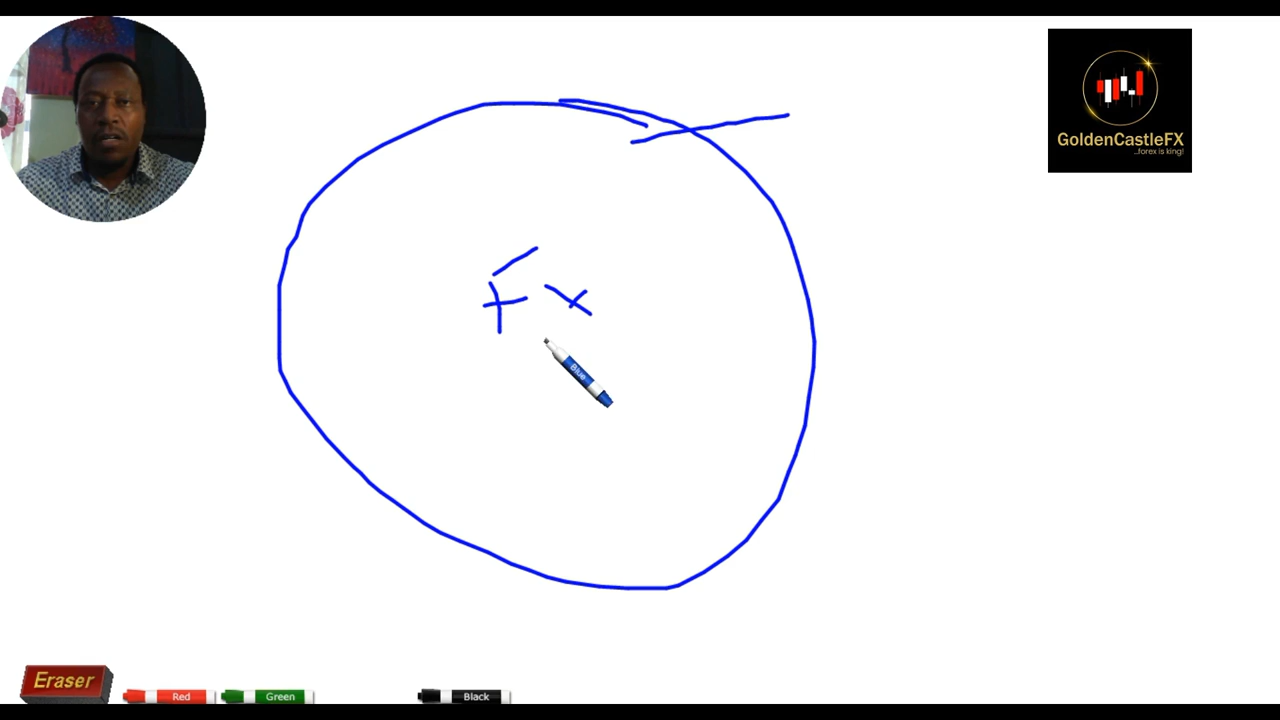 GoldenCastleFX
...forex is king!
Fx
Blue
Eraser
Red
Green
Black